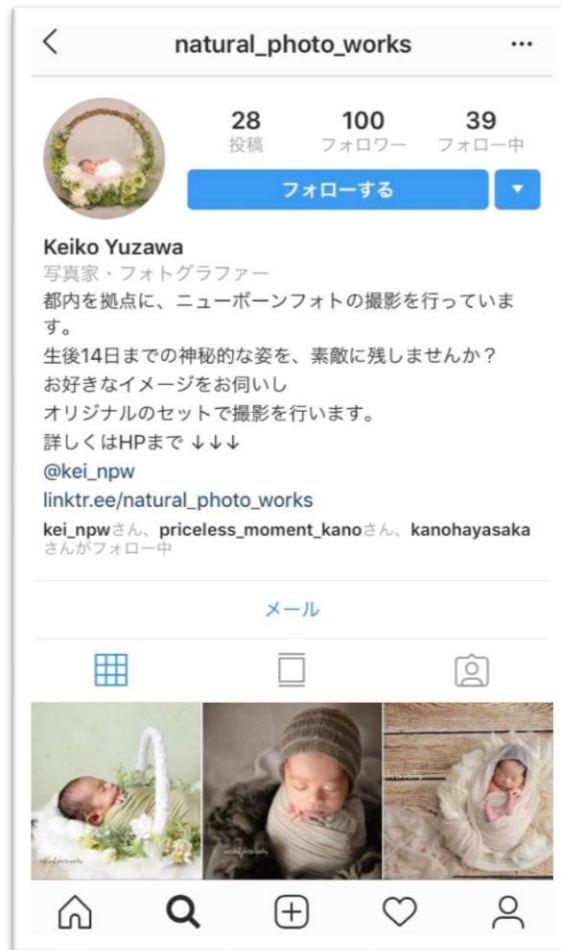 natural_photo_works
28
投稿
100
フォロワー
39
フォロー中
フォローする
Keiko Yuzawa
写真家・フォトグラファー
都内を拠点に、ニューボーンフォトの撮影を行っていま
す。
生後14日までの神秘的な姿を、素敵に残しませんか？
お好きなイメージをお伺いし
オリジナルのセットで撮影を行います。
詳しくはHPまで ↓↓↓
@kei_npw
linktr.ee/natural_photo_works
kei_npwさん、priceless_moment_kanoさん、kanohayasaka
さんがフォロー中
メール